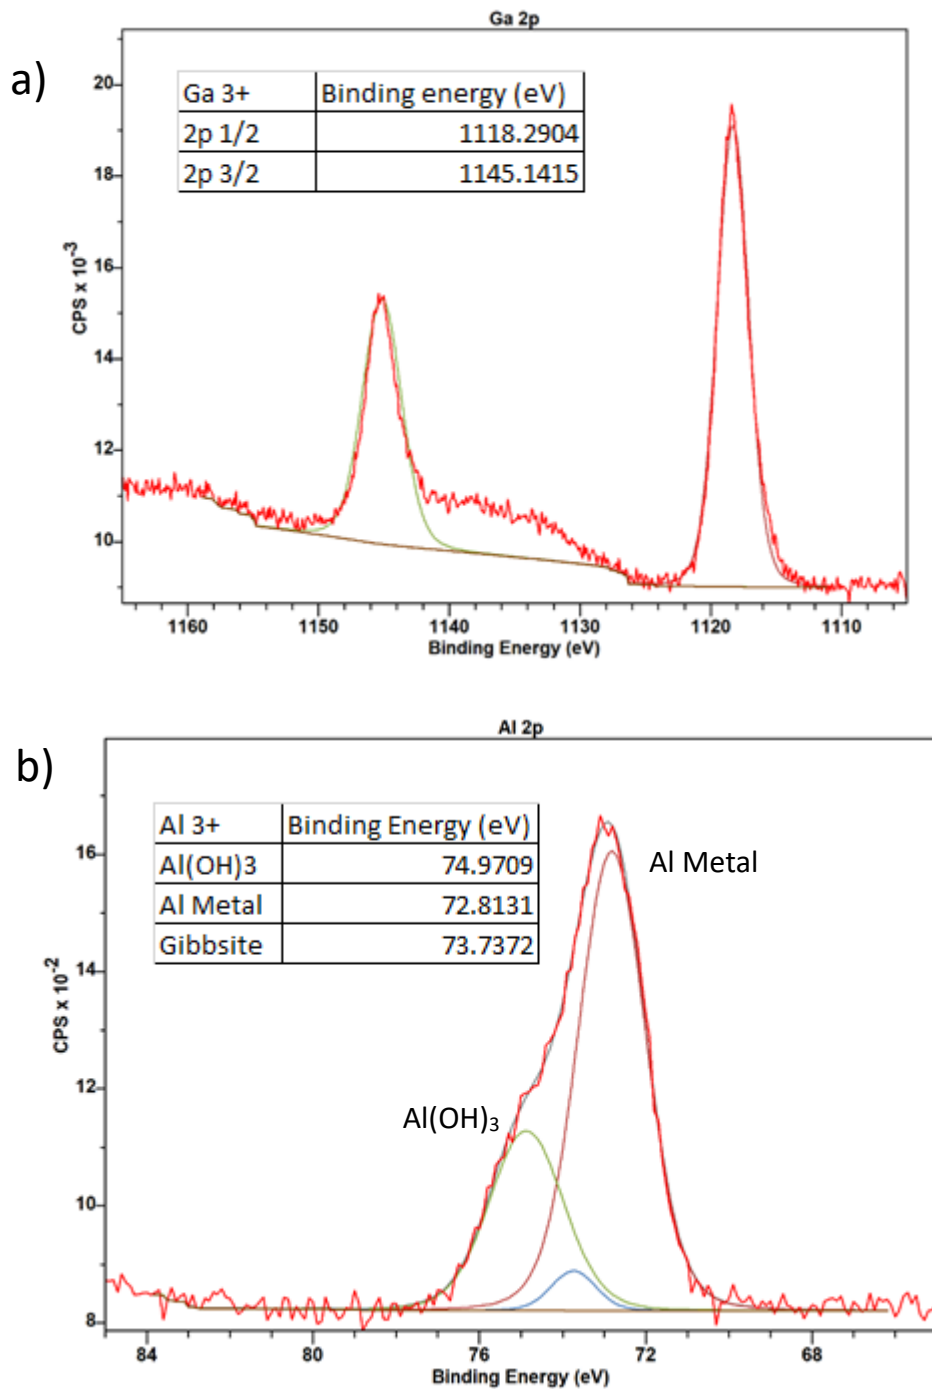 Ga 2p
a)
Ga 3+ Binding energy (eV)
2p 1/2 1118.2904
2p 3/2 1145.1415
20
18
16
14
12
10
CPS x 10⁻³
1160 1150 1140 1130 1120 1110
Binding Energy (eV)
Al 2p
b)
Al 3+ Binding Energy (eV)
Al(OH)3 74.9709
Al Metal 72.8131
Gibbsite 73.7372
Al Metal
Al(OH)₃
16
14
12
10
8
CPS x 10⁻²
84 80 76 72 68
Binding Energy (eV)